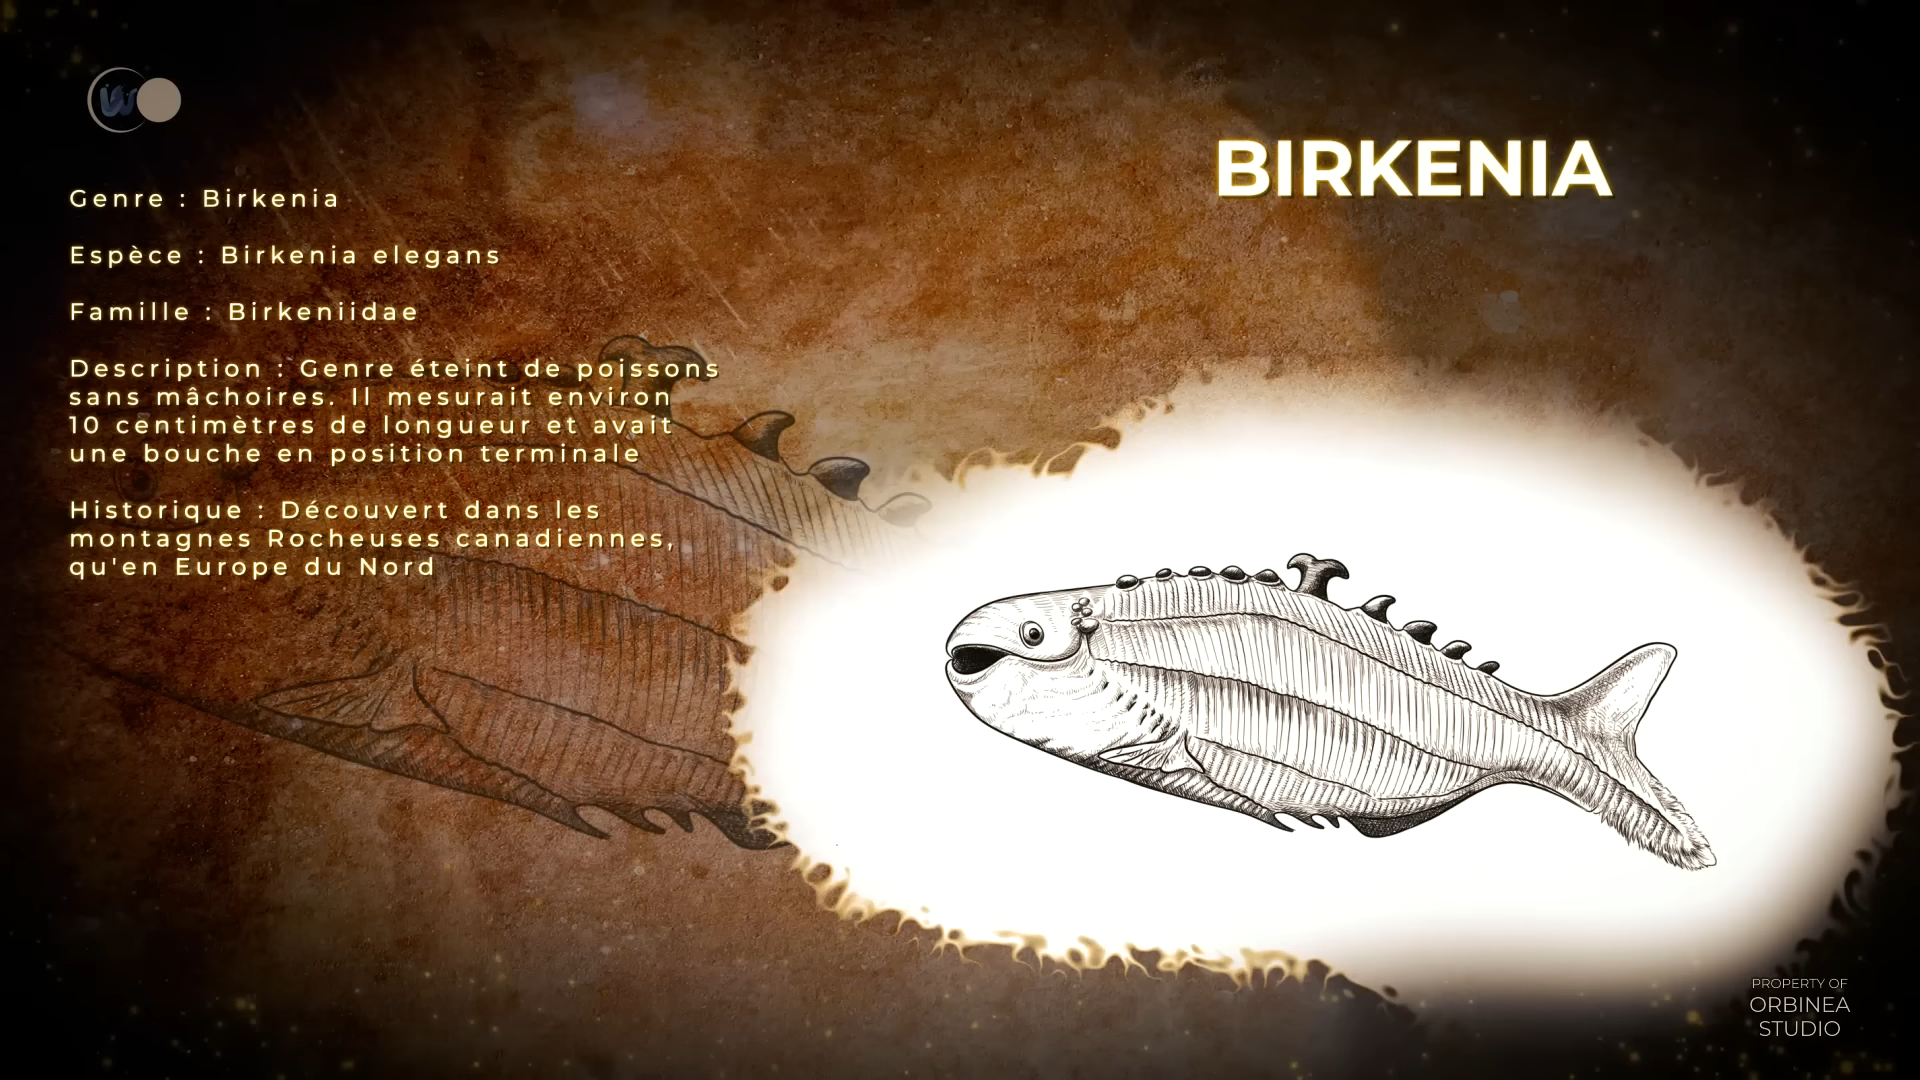 W
BIRKENIA
Genre : Birkenia
Espèce : Birkenia elegans
Famille : Birkeniidae
Description : Genre éteint de poissons
sans mâchoires. Il mesurait environ
10 centimètres de longueur et avait
une bouche en position terminale
Historique : Découvert dans les
montagnes Rocheuses canadiennes,
qu'en Europe du Nord
PROPERTY OF
ORBINEA
STUDIO